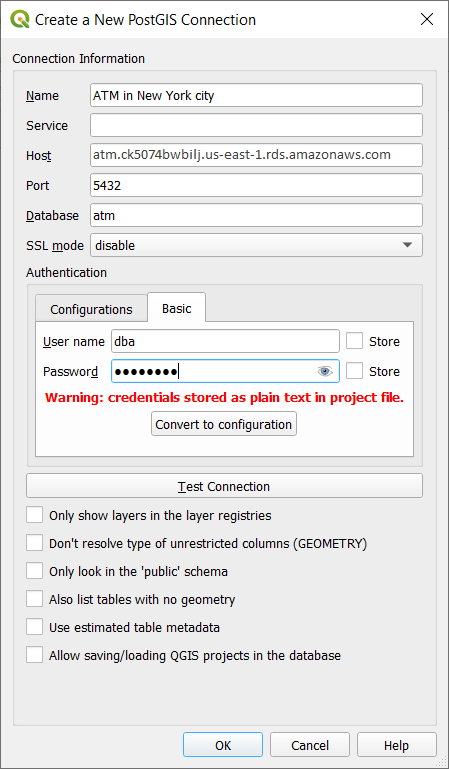 Create a New PostGIS Connection
Connection Information
Name ATM in New York city
Service
Host atm.ck5074bwbilj.us-east-1.rds.amazonaws.com
Port 5432
Database atm
SSL mode disable
Authentication
Configurations Basic
User name dba Store
Password ●●●●●●●● Store
Warning: credentials stored as plain text in project file.
Convert to configuration
Test Connection
Only show layers in the layer registries
Don't resolve type of unrestricted columns (GEOMETRY)
Only look in the 'public' schema
Also list tables with no geometry
Use estimated table metadata
Allow saving/loading QGIS projects in the database
OK Cancel Help